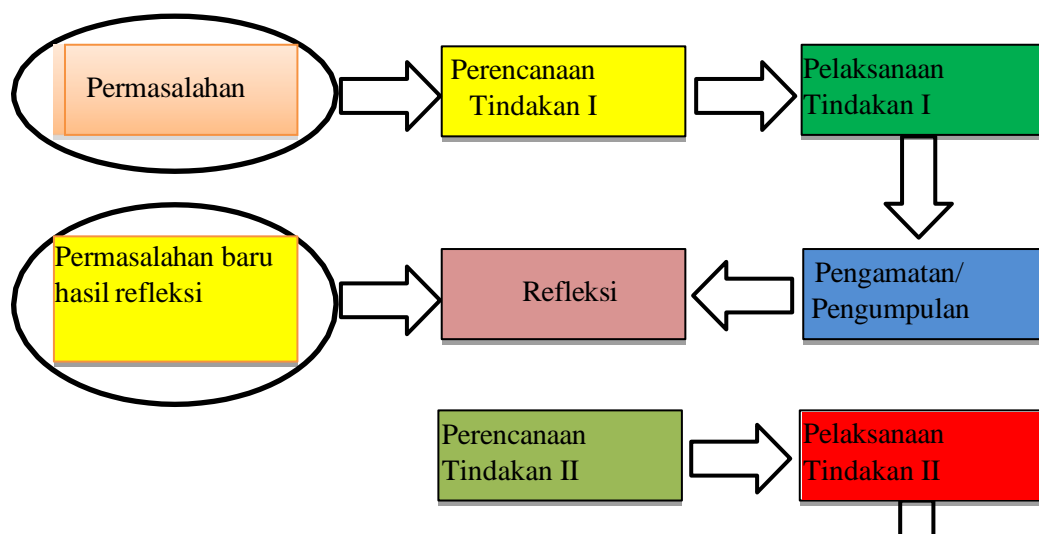 Permasalahan
Perencanaan
Tindakan I
Pelaksanaan
Tindakan I
Permasalahan baru
hasil refleksi
Refleksi
Pengamatan/
Pengumpulan
Perencanaan
Tindakan II
Pelaksanaan
Tindakan II